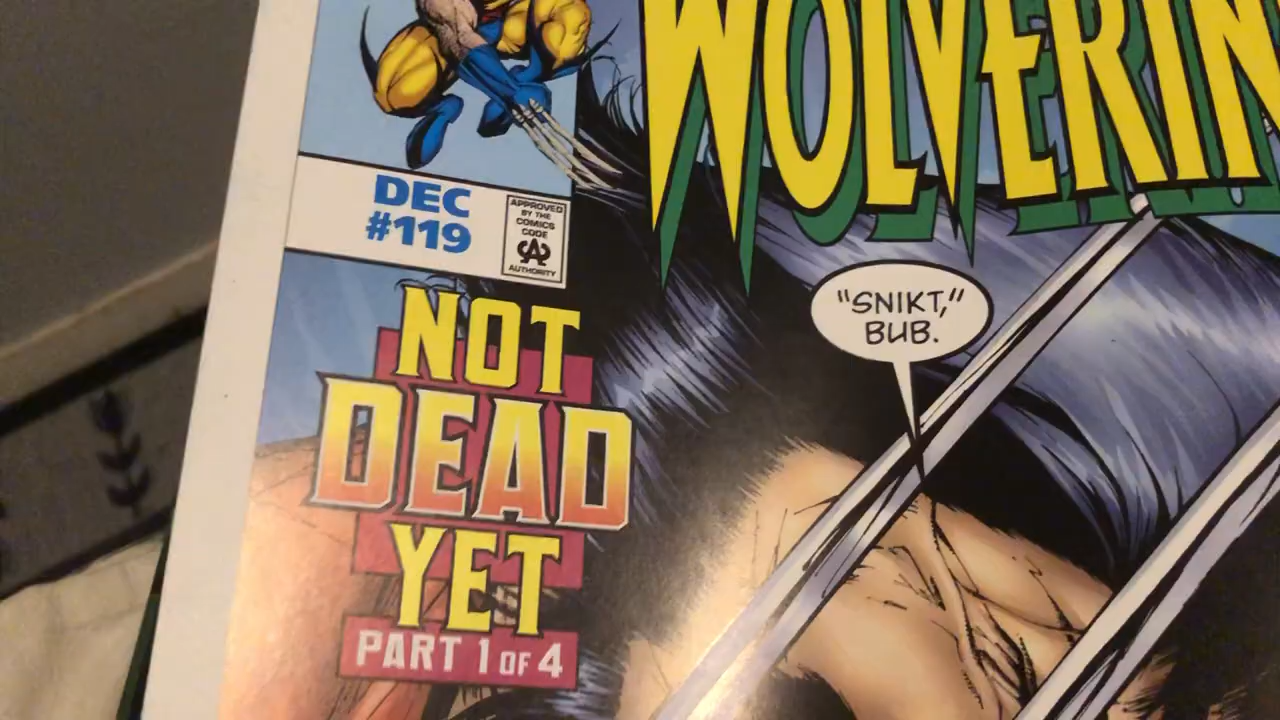 WOLVERIN
DEC
#119
APPROVED
BY THE
COMICS
CODE
CA
AUTHORITY
"SNIKT,"
BUB.
NOT
DEAD
YET
PART 1 OF 4